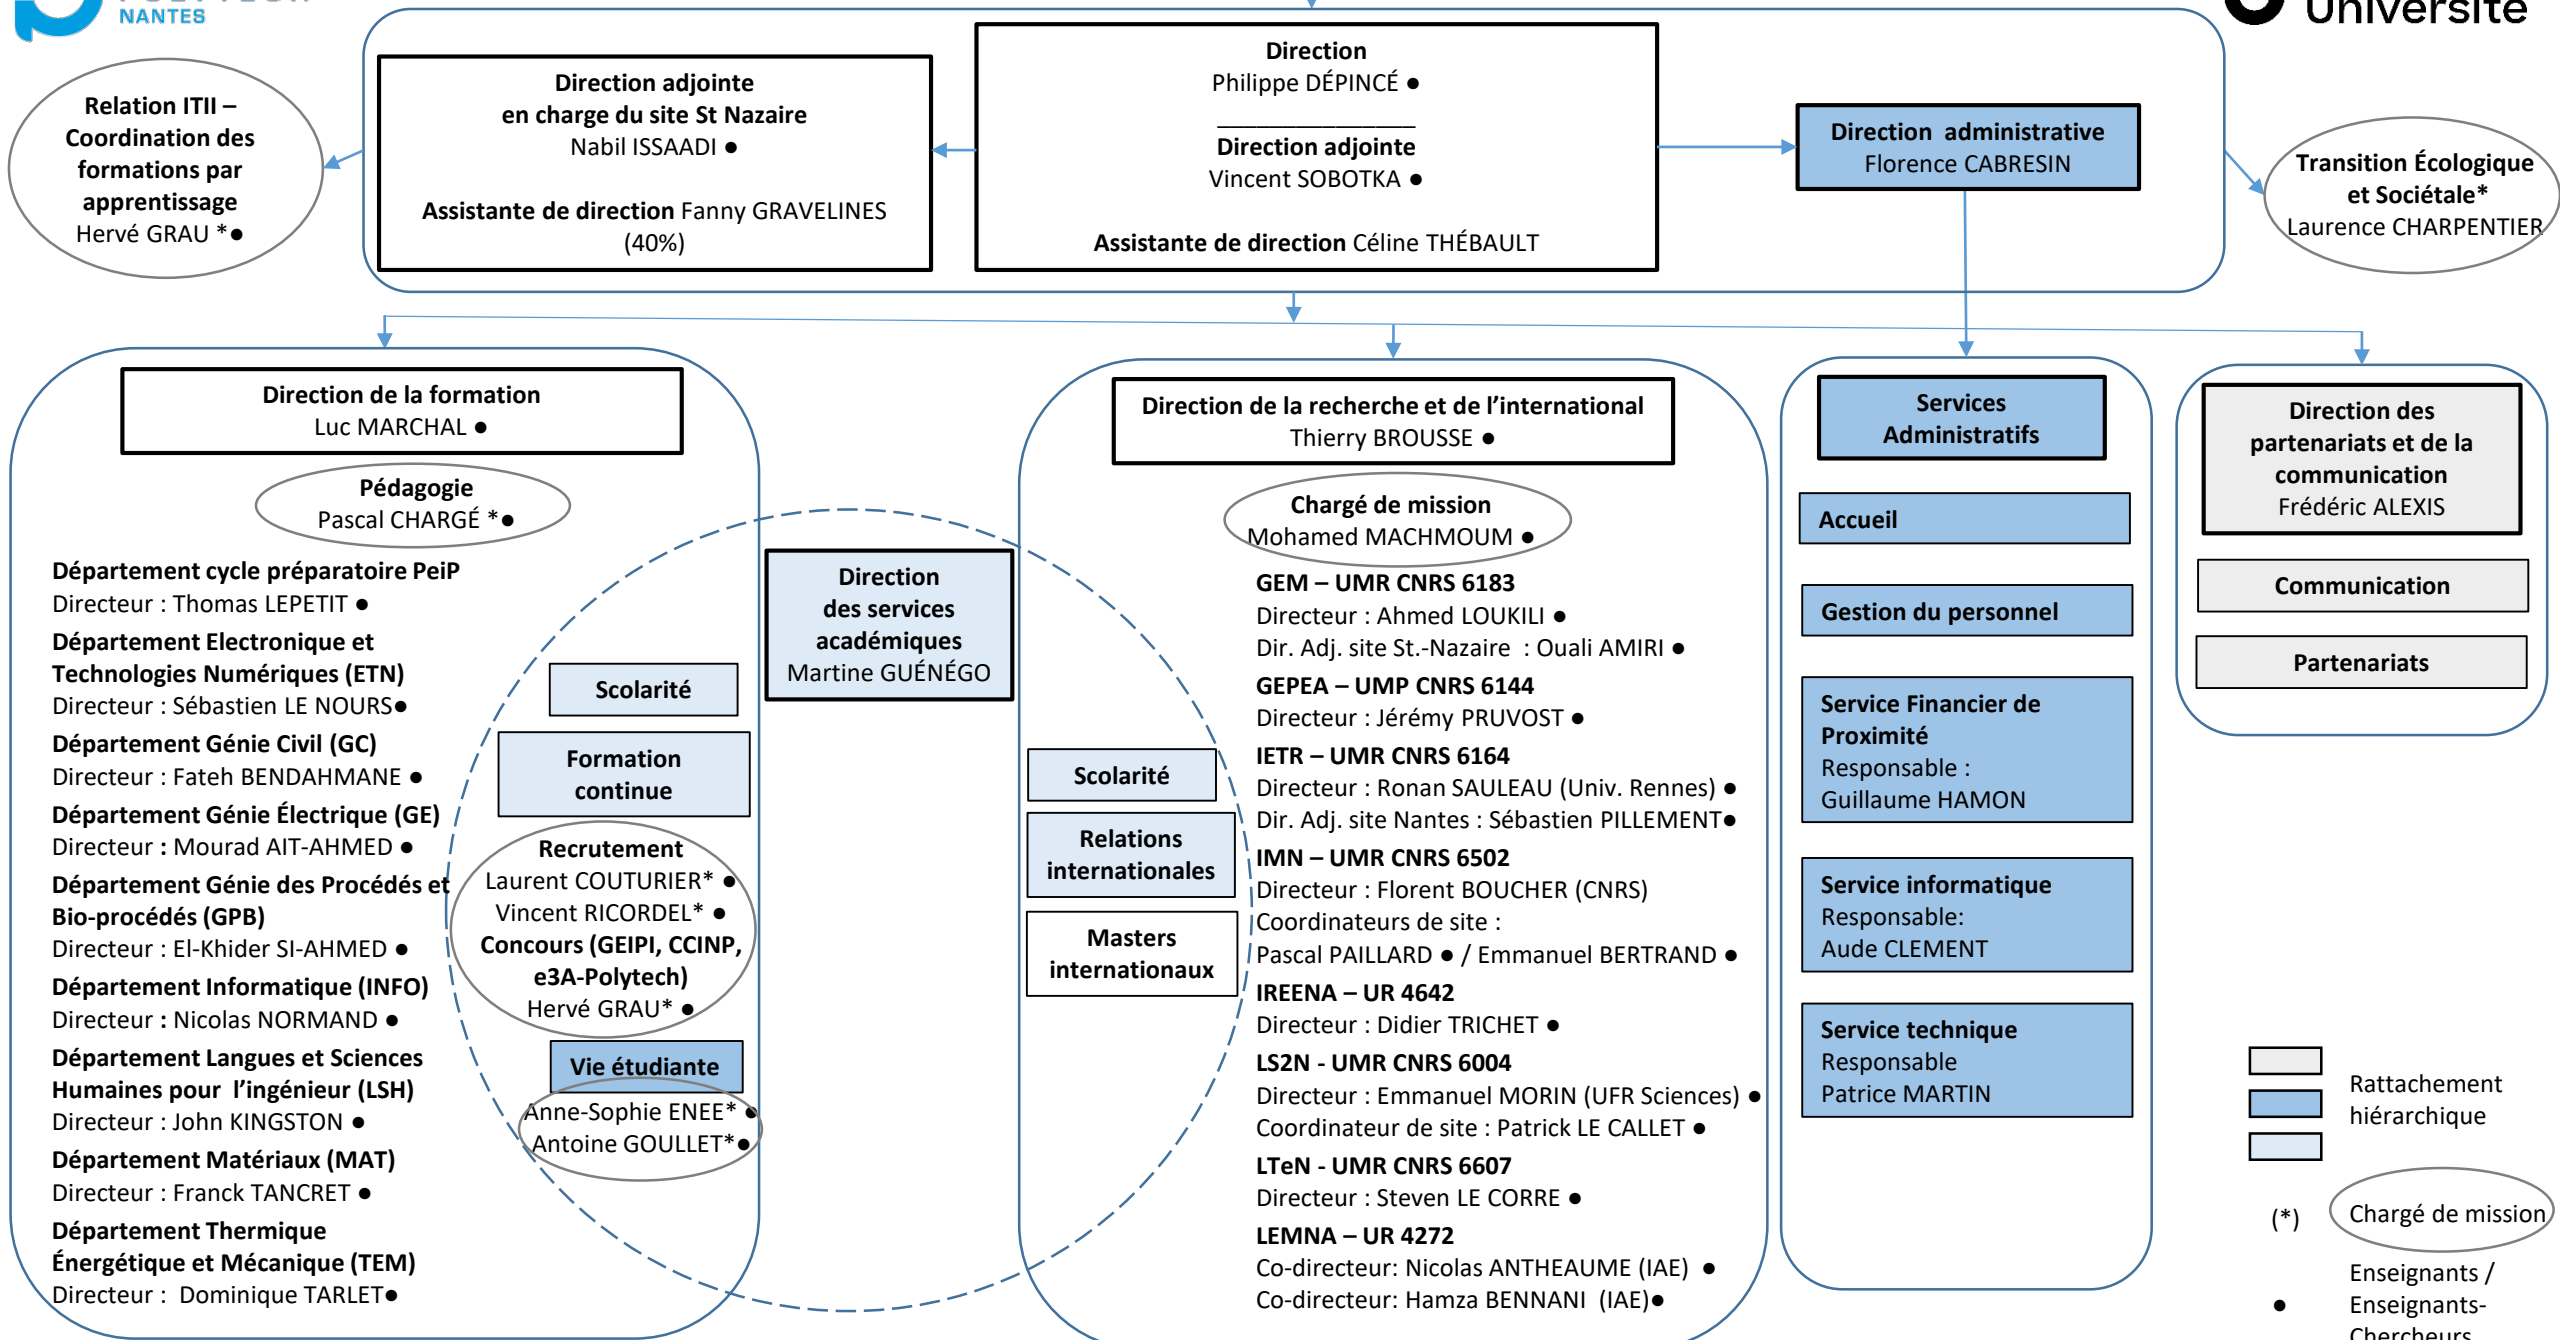 NANTES
Université
Relation ITII –
Coordination des
formations par
apprentissage
Hervé GRAU *●
Direction adjointe
en charge du site St Nazaire
Nabil ISSAADI ●
Assistante de direction Fanny GRAVELINES
(40%)
Direction
Philippe DÉPINCÉ ●
Direction adjointe
Vincent SOBOTKA ●
Assistante de direction Céline THÉBAULT
Direction administrative
Florence CABRESIN
Transition Écologique
et Sociétale*
Laurence CHARPENTIER
Direction de la formation
Luc MARCHAL ●
Pédagogie
Pascal CHARGÉ *●
Département cycle préparatoire PeiP
Directeur : Thomas LEPETIT ●
Département Electronique et
Technologies Numériques (ETN)
Directeur : Sébastien LE NOURS●
Département Génie Civil (GC)
Directeur : Fateh BENDAHMANE ●
Département Génie Électrique (GE)
Directeur : Mourad AIT-AHMED ●
Département Génie des Procédés et
Bio-procédés (GPB)
Directeur : El-Khider SI-AHMED ●
Département Informatique (INFO)
Directeur : Nicolas NORMAND ●
Département Langues et Sciences
Humaines pour l'ingénieur (LSH)
Directeur : John KINGSTON ●
Département Matériaux (MAT)
Directeur : Franck TANCRET ●
Département Thermique
Énergétique et Mécanique (TEM)
Directeur : Dominique TARLET●
Scolarité
Formation
continue
Recrutement
Laurent COUTURIER* ●
Vincent RICORDEL* ●
Concours (GEIPI, CCINP,
e3A-Polytech)
Hervé GRAU* ●
Vie étudiante
Anne-Sophie ENEE* ●
Antoine GOULLET*●
Direction
des services
académiques
Martine GUÉNÉGO
Scolarité
Relations
internationales
Masters
internationaux
Direction de la recherche et de l'international
Thierry BROUSSE ●
Chargé de mission
Mohamed MACHMOUM ●
GEM – UMR CNRS 6183
Directeur : Ahmed LOUKILI ●
Dir. Adj. site St.-Nazaire : Ouali AMIRI ●
GEPEA – UMP CNRS 6144
Directeur : Jérémy PRUVOST ●
IETR – UMR CNRS 6164
Directeur : Ronan SAULEAU (Univ. Rennes) ●
Dir. Adj. site Nantes : Sébastien PILLEMENT●
IMN – UMR CNRS 6502
Directeur : Florent BOUCHER (CNRS)
Coordinateurs de site :
Pascal PAILLARD ● / Emmanuel BERTRAND ●
IREENA – UR 4642
Directeur : Didier TRICHET ●
LS2N - UMR CNRS 6004
Directeur : Emmanuel MORIN (UFR Sciences) ●
Coordinateur de site : Patrick LE CALLET ●
LTeN - UMR CNRS 6607
Directeur : Steven LE CORRE ●
LEMNA – UR 4272
Co-directeur: Nicolas ANTHEAUME (IAE) ●
Co-directeur: Hamza BENNANI (IAE)●
Services
Administratifs
Accueil
Gestion du personnel
Service Financier de
Proximité
Responsable :
Guillaume HAMON
Service informatique
Responsable:
Aude CLEMENT
Service technique
Responsable
Patrice MARTIN
Direction des
partenariats et de la
communication
Frédéric ALEXIS
Communication
Partenariats
Rattachement
hiérarchique
(*) Chargé de mission
Enseignants /
● Enseignants-
Chercheurs